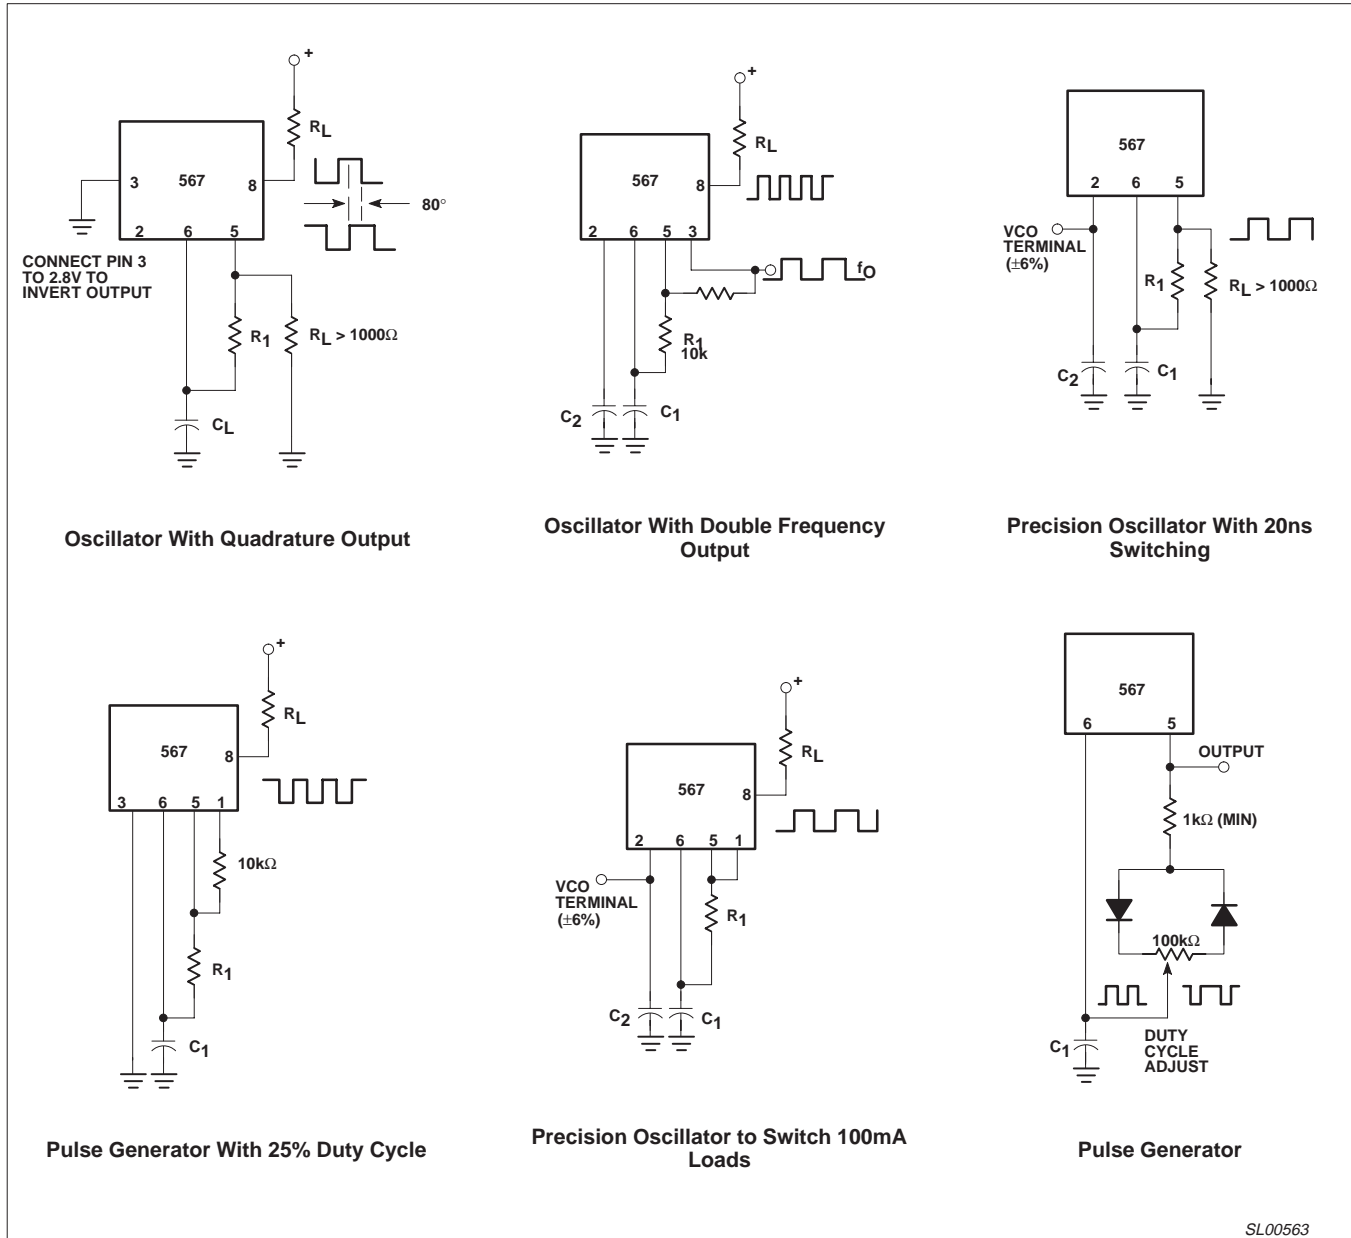 +
RL
3
567
8
2
6
5
80°
CONNECT PIN 3
TO 2.8V TO
INVERT OUTPUT
R1
RL > 1000Ω
CL
Oscillator With Quadrature Output
+
RL
567
8
2
6
5
3
fO
R1
10k
C2
C1
Oscillator With Double Frequency
Output
567
2
6
5
VCO
TERMINAL
(±6%)
R1
RL > 1000Ω
C2
C1
Precision Oscillator With 20ns
Switching
+
RL
567
8
3
6
5
1
10kΩ
R1
C1
Pulse Generator With 25% Duty Cycle
+
RL
567
8
2
6
5
1
VCO
TERMINAL
(±6%)
R1
C2
C1
Precision Oscillator to Switch 100mA
Loads
567
6
5
OUTPUT
1kΩ (MIN)
100kΩ
C1
DUTY
CYCLE
ADJUST
Pulse Generator
SL00563